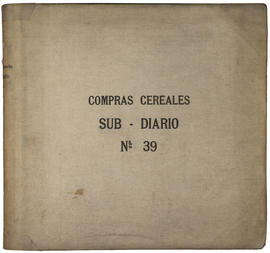 COMPRAS CEREALES
SUB - DIARIO
Nº 39